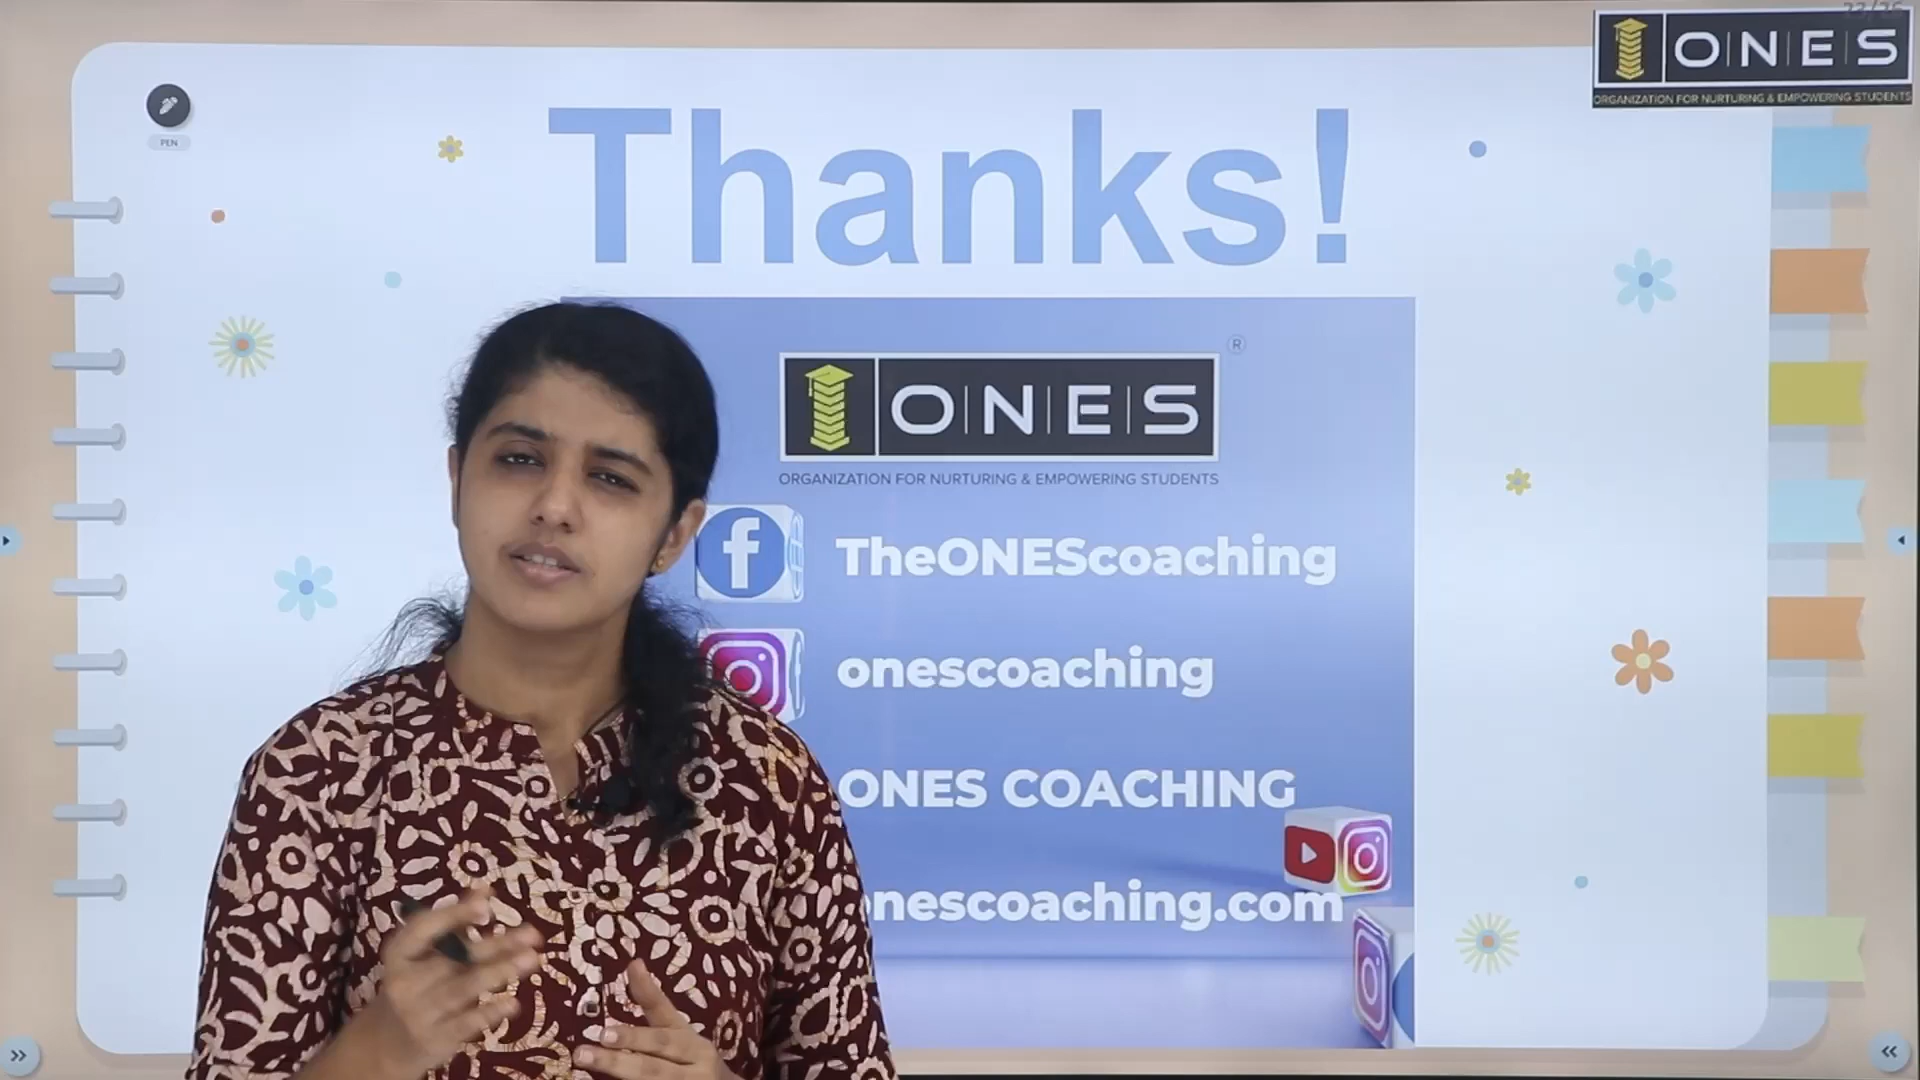 ONES
ORGANIZATION FOR NURTURING & EMPOWERING STUDENTS
PEN
Thanks!
®
ONES
ORGANIZATION FOR NURTURING & EMPOWERING STUDENTS
TheONEScoaching
onescoaching
ONES COACHING
onescoaching.com